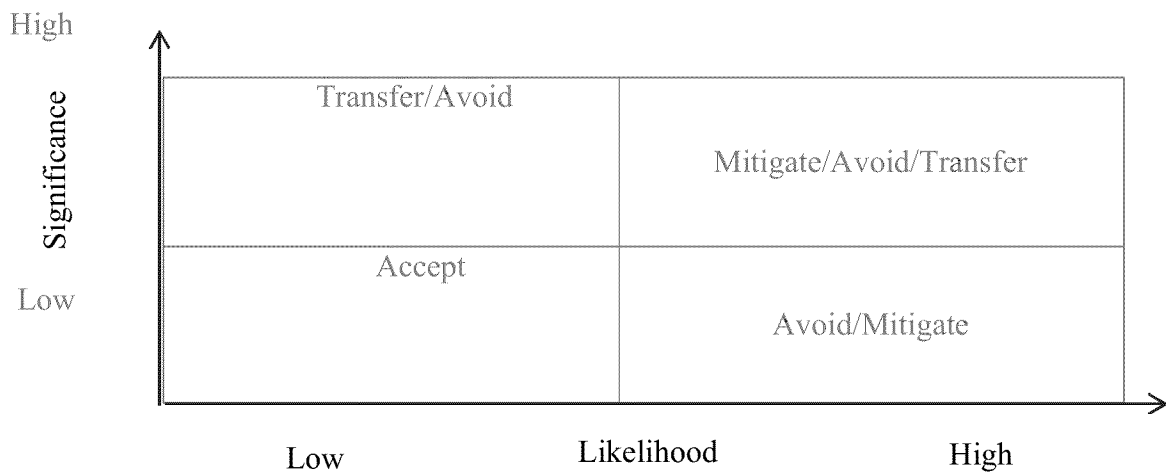 High
Transfer/Avoid
Significance
Mitigate/Avoid/Transfer
Accept
Low
Avoid/Mitigate
Low Likelihood High